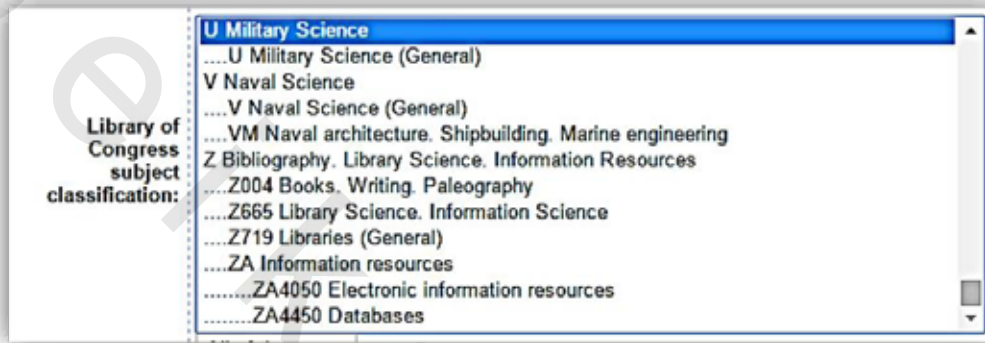 Library of
Congress
subject
classification:
U Military Science
....U Military Science (General)
V Naval Science
....V Naval Science (General)
....VM Naval architecture. Shipbuilding. Marine engineering
Z Bibliography. Library Science. Information Resources
....Z004 Books. Writing. Paleography
....Z665 Library Science. Information Science
....Z719 Libraries (General)
....ZA Information resources
........ZA4050 Electronic information resources
........ZA4450 Databases